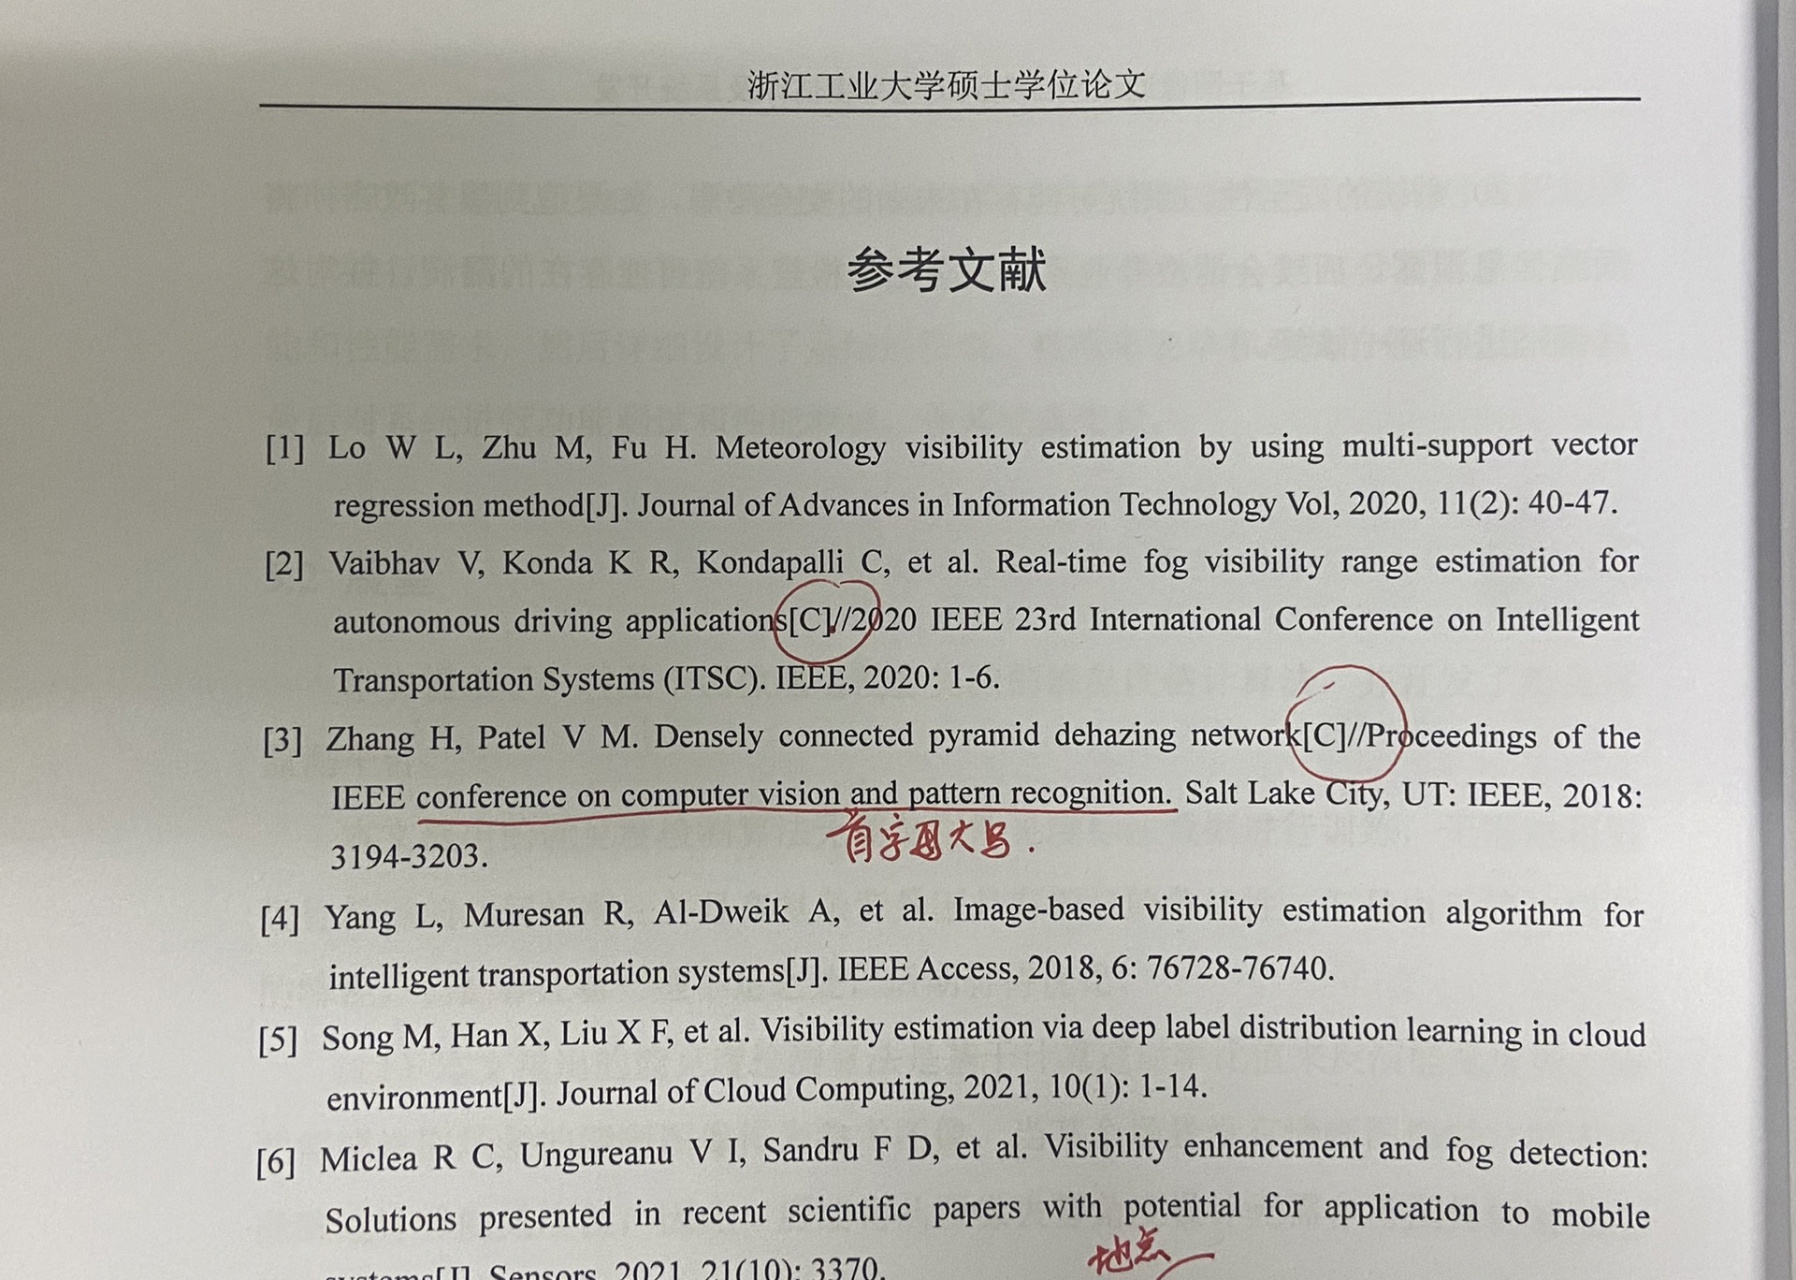 浙江工业大学硕士学位论文
参考文献
[1] Lo W L, Zhu M, Fu H. Meteorology visibility estimation by using multi-support vector
regression method[J]. Journal of Advances in Information Technology Vol, 2020, 11(2): 40-47.
[2] Vaibhav V, Konda K R, Kondapalli C, et al. Real-time fog visibility range estimation for
autonomous driving applications[C]//2020 IEEE 23rd International Conference on Intelligent
Transportation Systems (ITSC). IEEE, 2020: 1-6.
[3] Zhang H, Patel V M. Densely connected pyramid dehazing network[C]//Proceedings of the
IEEE conference on computer vision and pattern recognition. Salt Lake City, UT: IEEE, 2018:
首字母大写.
3194-3203.
[4] Yang L, Muresan R, Al-Dweik A, et al. Image-based visibility estimation algorithm for
intelligent transportation systems[J]. IEEE Access, 2018, 6: 76728-76740.
[5] Song M, Han X, Liu X F, et al. Visibility estimation via deep label distribution learning in cloud
environment[J]. Journal of Cloud Computing, 2021, 10(1): 1-14.
[6] Miclea R C, Ungureanu V I, Sandru F D, et al. Visibility enhancement and fog detection:
Solutions presented in recent scientific papers with potential for application to mobile
地点
systems[J]. Sensors, 2021, 21(10): 3370.